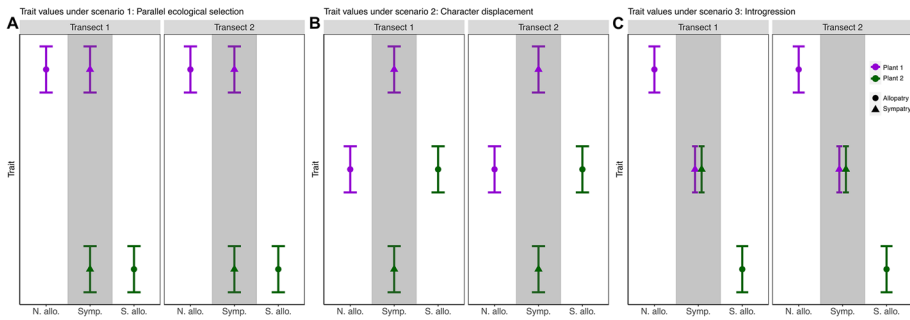 Trait values under scenario 1: Parallel ecological selection
A
Transect 1
Transect 2
Trait
N. allo.
Symp.
S. allo.
N. allo.
Symp.
S. allo.
Trait values under scenario 2: Character displacement
B
Transect 1
Transect 2
Trait
N. allo.
Symp.
S. allo.
N. allo.
Symp.
S. allo.
Trait values under scenario 3: Introgression
C
Transect 1
Transect 2
Trait
N. allo.
Symp.
S. allo.
N. allo.
Symp.
S. allo.
Plant 1
Plant 2
Allopatry
Sympatry